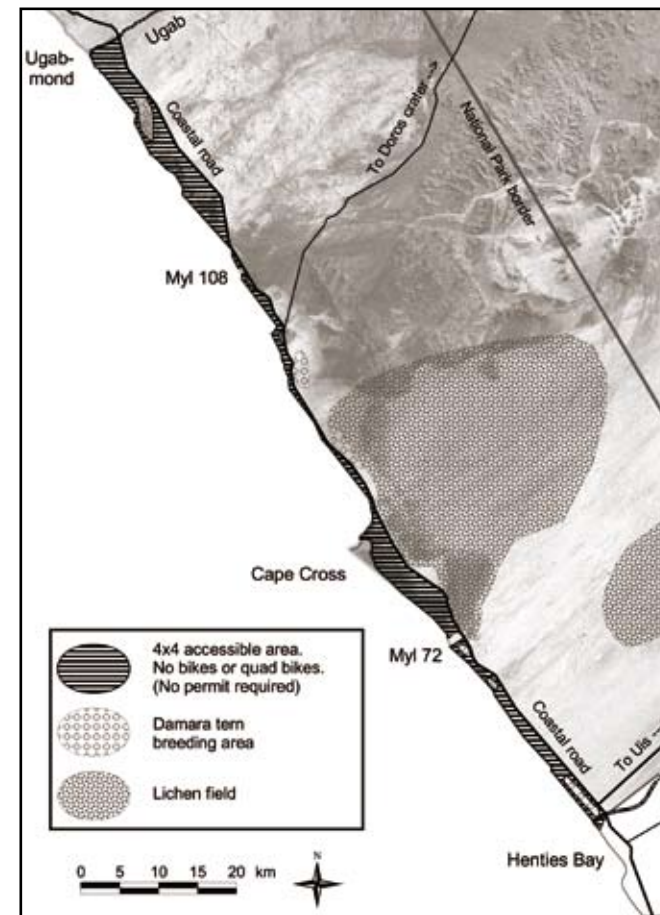 Ugab-
mond
Ugab
Coastal road
To Doros crater -->
National Park border
Myl 108
Cape Cross
Myl 72
Coastal road
To Uis --
Henties Bay
4x4 accessible area.
No bikes or quad bikes.
(No permit required)
Damara tern
breeding area
Lichen field
0 5 10 15 20 km
N